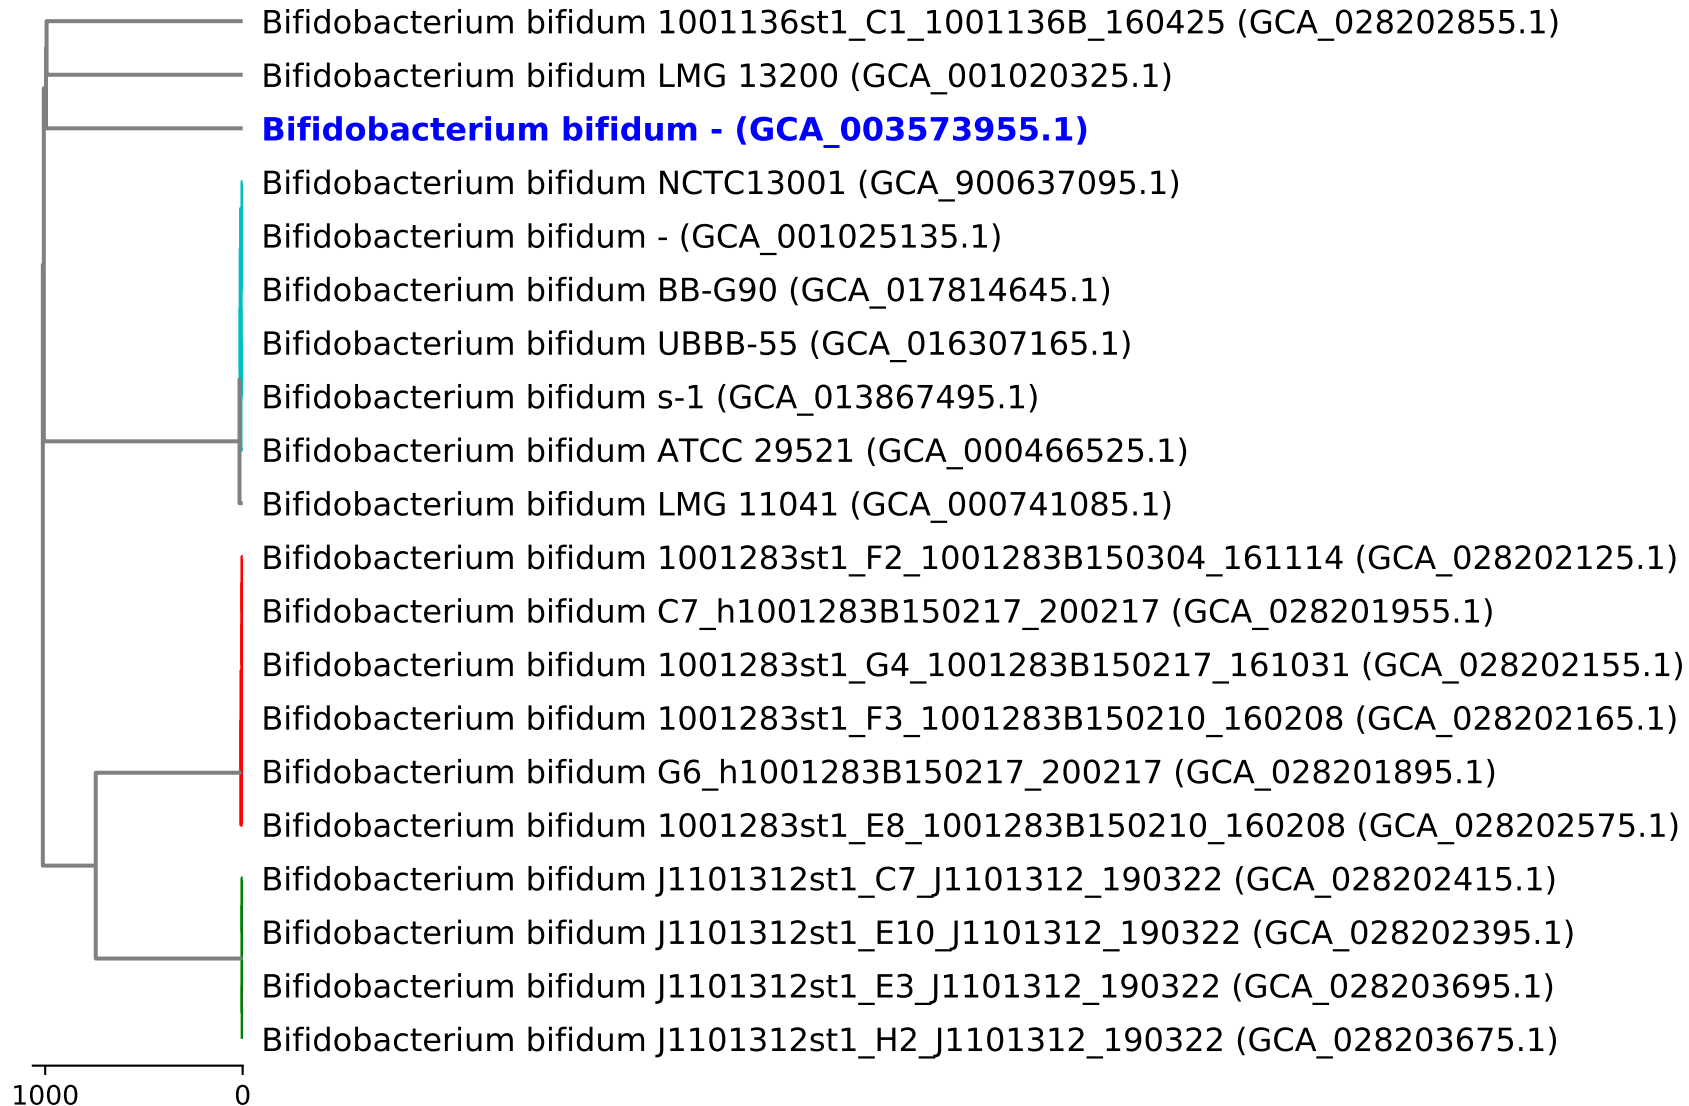 Bifidobacterium bifidum 1001136st1_C1_1001136B_160425 (GCA_028202855.1)
Bifidobacterium bifidum LMG 13200 (GCA_001020325.1)
Bifidobacterium bifidum - (GCA_003573955.1)
Bifidobacterium bifidum NCTC13001 (GCA_900637095.1)
Bifidobacterium bifidum - (GCA_001025135.1)
Bifidobacterium bifidum BB-G90 (GCA_017814645.1)
Bifidobacterium bifidum UBBB-55 (GCA_016307165.1)
Bifidobacterium bifidum s-1 (GCA_013867495.1)
Bifidobacterium bifidum ATCC 29521 (GCA_000466525.1)
Bifidobacterium bifidum LMG 11041 (GCA_000741085.1)
Bifidobacterium bifidum 1001283st1_F2_1001283B150304_161114 (GCA_028202125.1)
Bifidobacterium bifidum C7_h1001283B150217_200217 (GCA_028201955.1)
Bifidobacterium bifidum 1001283st1_G4_1001283B150217_161031 (GCA_028202155.1)
Bifidobacterium bifidum 1001283st1_F3_1001283B150210_160208 (GCA_028202165.1)
Bifidobacterium bifidum G6_h1001283B150217_200217 (GCA_028201895.1)
Bifidobacterium bifidum 1001283st1_E8_1001283B150210_160208 (GCA_028202575.1)
Bifidobacterium bifidum J1101312st1_C7_J1101312_190322 (GCA_028202415.1)
Bifidobacterium bifidum J1101312st1_E10_J1101312_190322 (GCA_028202395.1)
Bifidobacterium bifidum J1101312st1_E3_J1101312_190322 (GCA_028203695.1)
Bifidobacterium bifidum J1101312st1_H2_J1101312_190322 (GCA_028203675.1)
1000 0